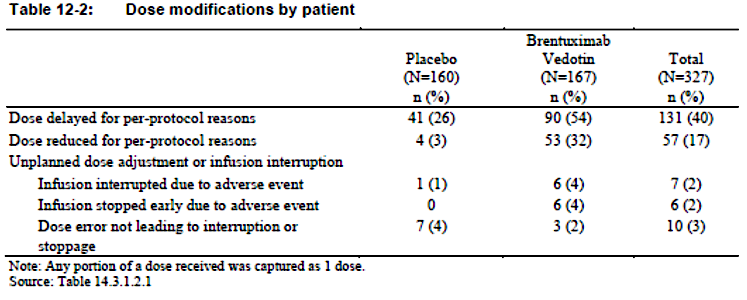 Table 12-2: Dose modifications by patient
Placebo (N=160) n (%) Brentuximab Vedotin (N=167) n (%) Total (N=327) n (%)
Dose delayed for per-protocol reasons 41 (26) 90 (54) 131 (40)
Dose reduced for per-protocol reasons 4 (3) 53 (32) 57 (17)
Unplanned dose adjustment or infusion interruption
Infusion interrupted due to adverse event 1 (1) 6 (4) 7 (2)
Infusion stopped early due to adverse event 0 6 (4) 6 (2)
Dose error not leading to interruption or stoppage 7 (4) 3 (2) 10 (3)
Note: Any portion of a dose received was captured as 1 dose.
Source: Table 14.3.1.2.1